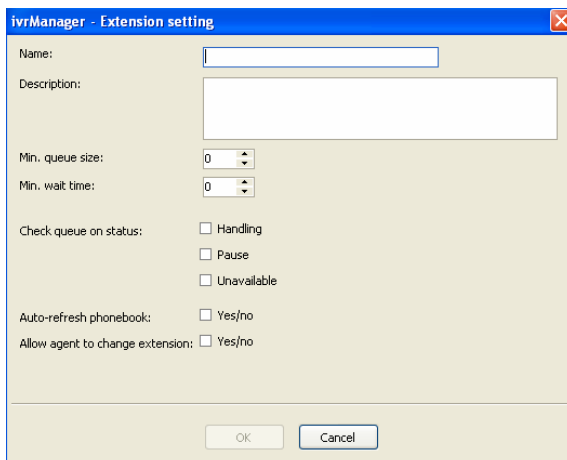 ivrManager - Extension setting
Name:
Description:
Min. queue size: 0
Min. wait time: 0
Check queue on status: Handling
Pause
Unavailable
Auto-refresh phonebook: Yes/no
Allow agent to change extension: Yes/no
OK Cancel